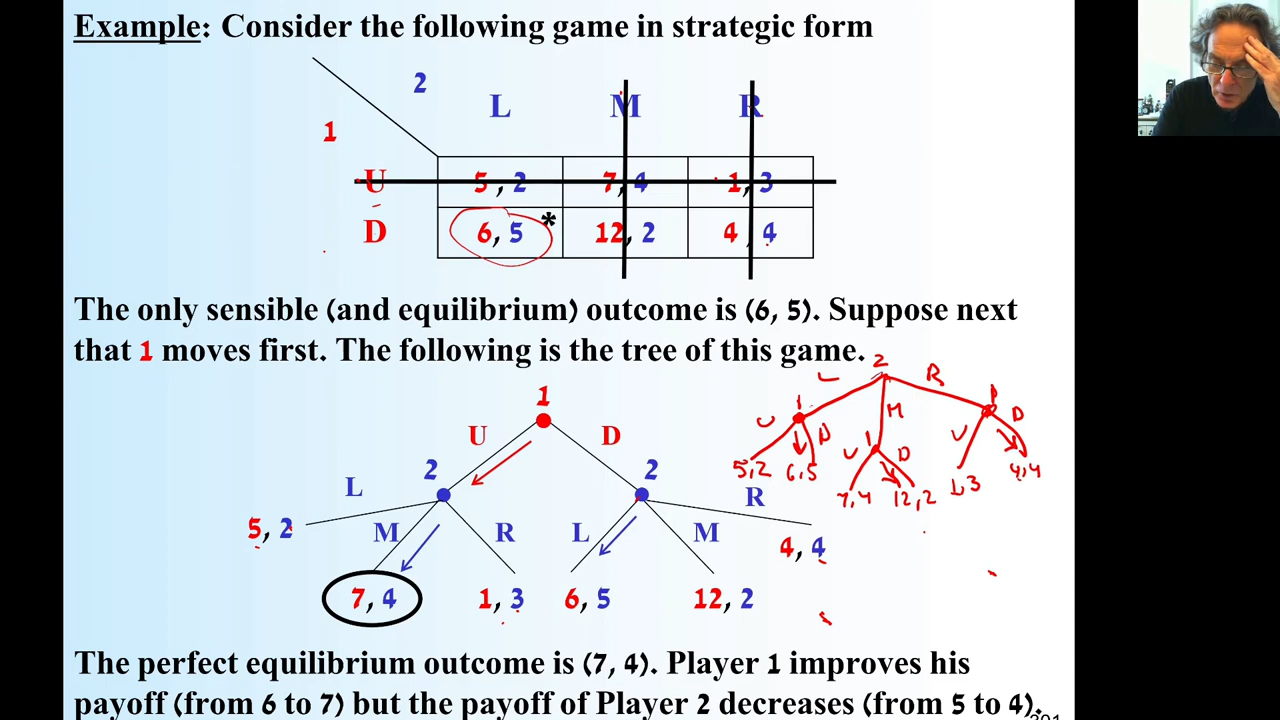 Example: Consider the following game in strategic form
2
L M R
1
U 5, 2 7, 4 1, 3
D 6, 5 * 12, 2 4, 4
The only sensible (and equilibrium) outcome is (6, 5). Suppose next
that 1 moves first. The following is the tree of this game.
2
L R
1 M 1
U D U D U D
5,2 6,5 7,4 12,2 1,3 4,4
1
U D
2 2
L M R L M R
5, 2 4, 4
7, 4 1, 3 6, 5 12, 2
The perfect equilibrium outcome is (7, 4). Player 1 improves his
payoff (from 6 to 7) but the payoff of Player 2 decreases (from 5 to 4).